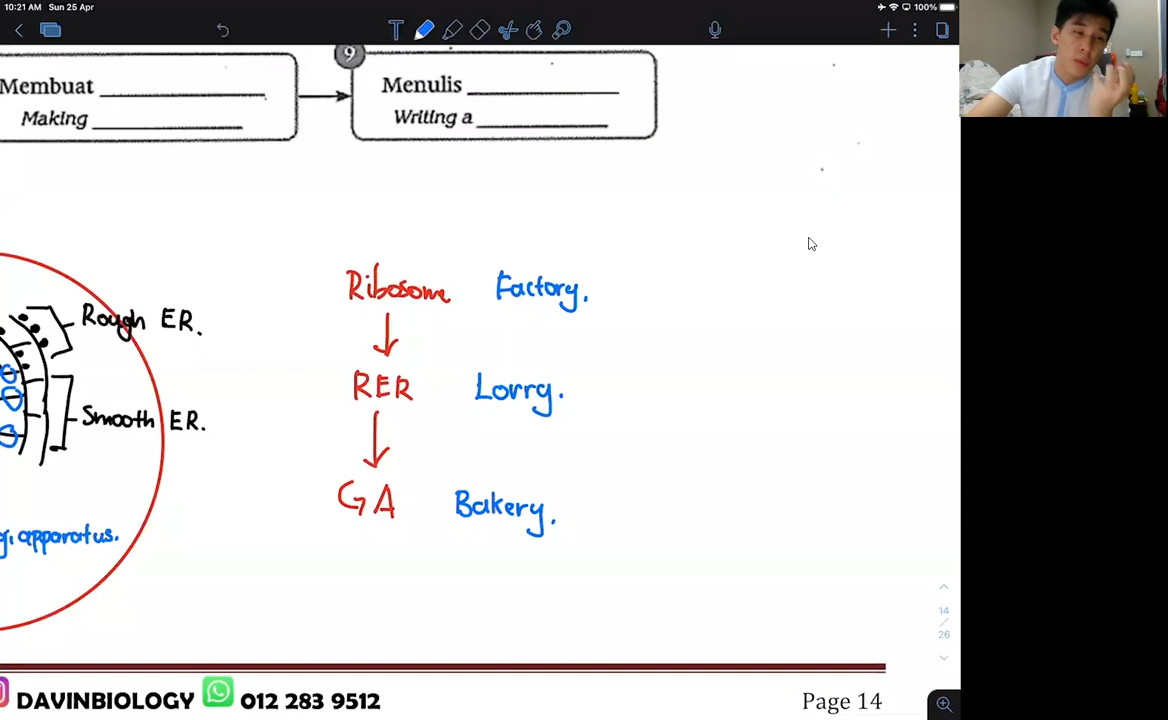 10:21 AM Sun 25 Apr
100%
T
9
Membuat
Menulis
Making
Writing a
Ribosome Factory.
Rough ER.
RER Lorry.
Smooth ER.
GA Bakery.
apparatus.
14
/
26
DAVINBIOLOGY 012 283 9512
Page 14